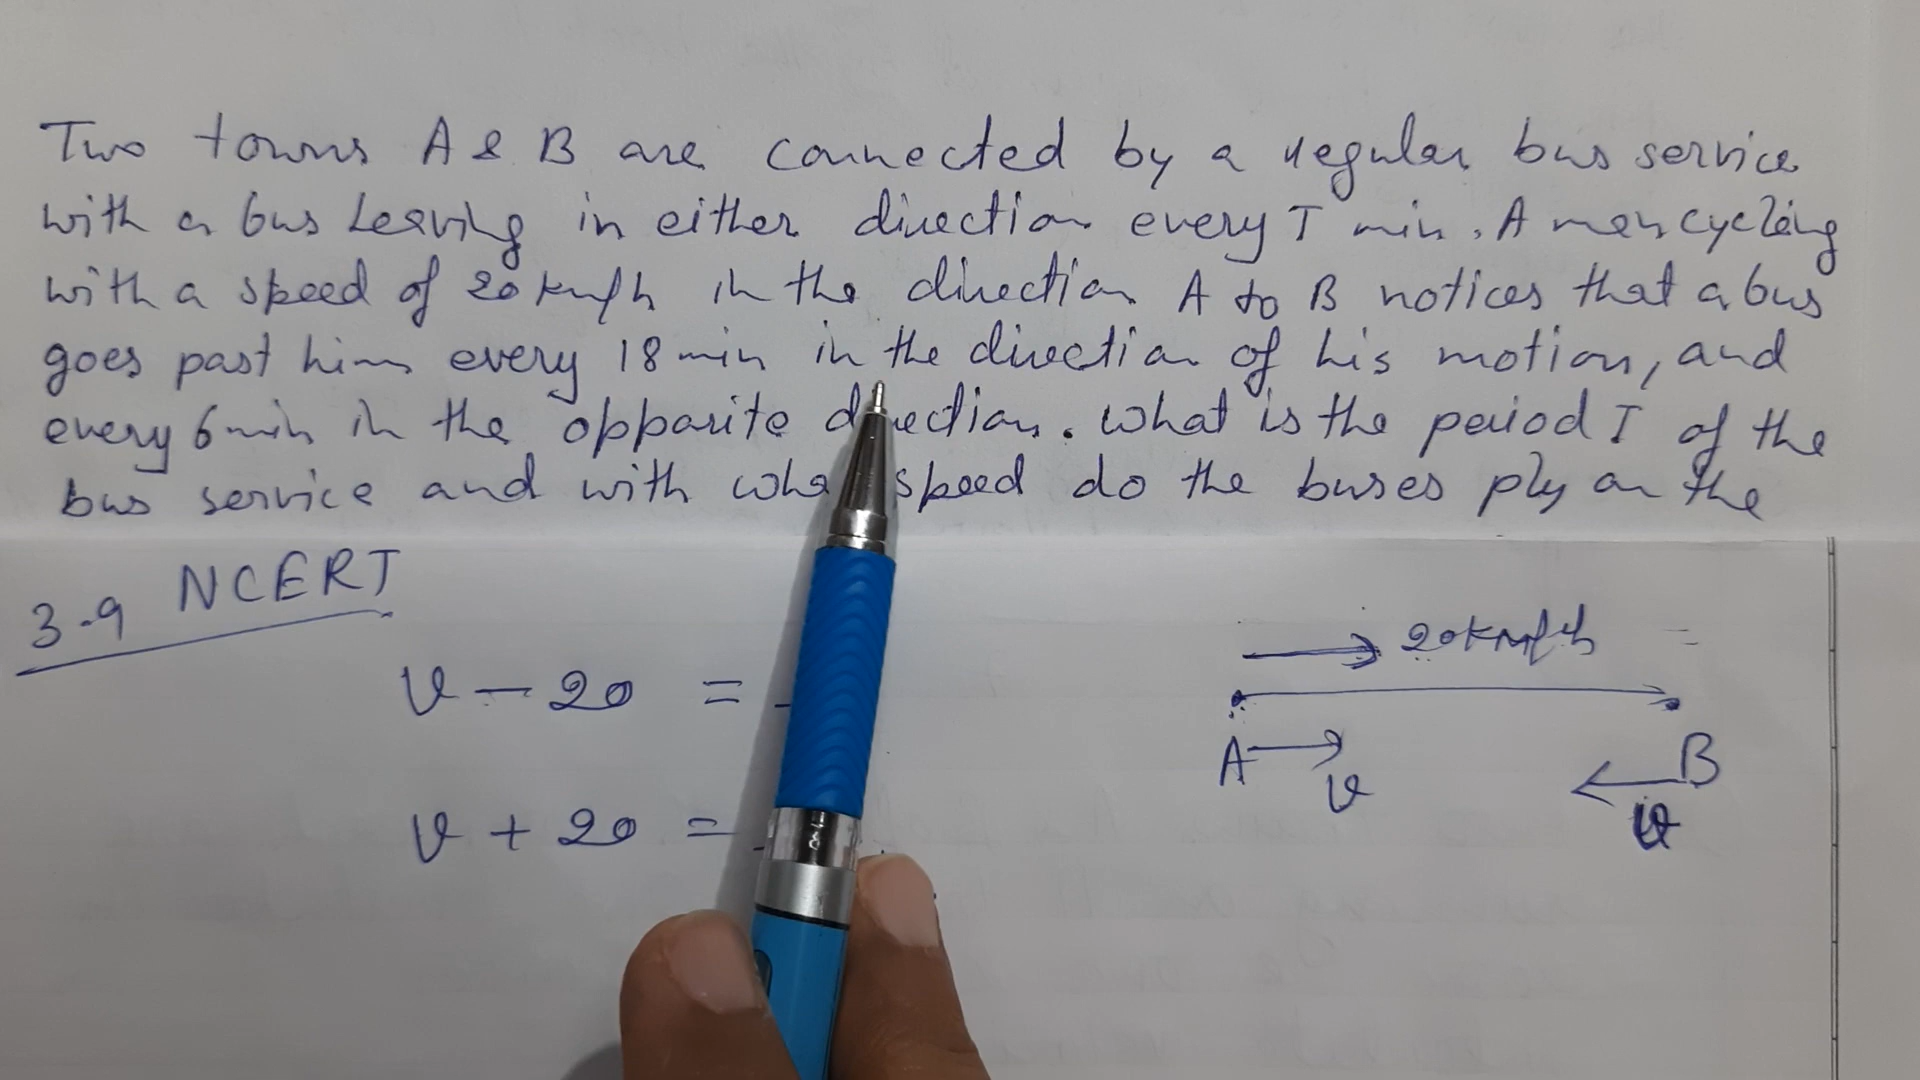 Two towns A & B are connected by a regular bus service
with a bus Leaving in either direction every T min. A man cycling
with a speed of 20 km/h in the direction A to B notices that a bus
goes past him every 18 min in the direction of his motion, and
every 6 min in the opposite direction. What is the period T of the
bus service and with what speed do the buses ply on the
3.9 NCERT
v - 20 =
v + 20 =
20 km/h
A B
v v